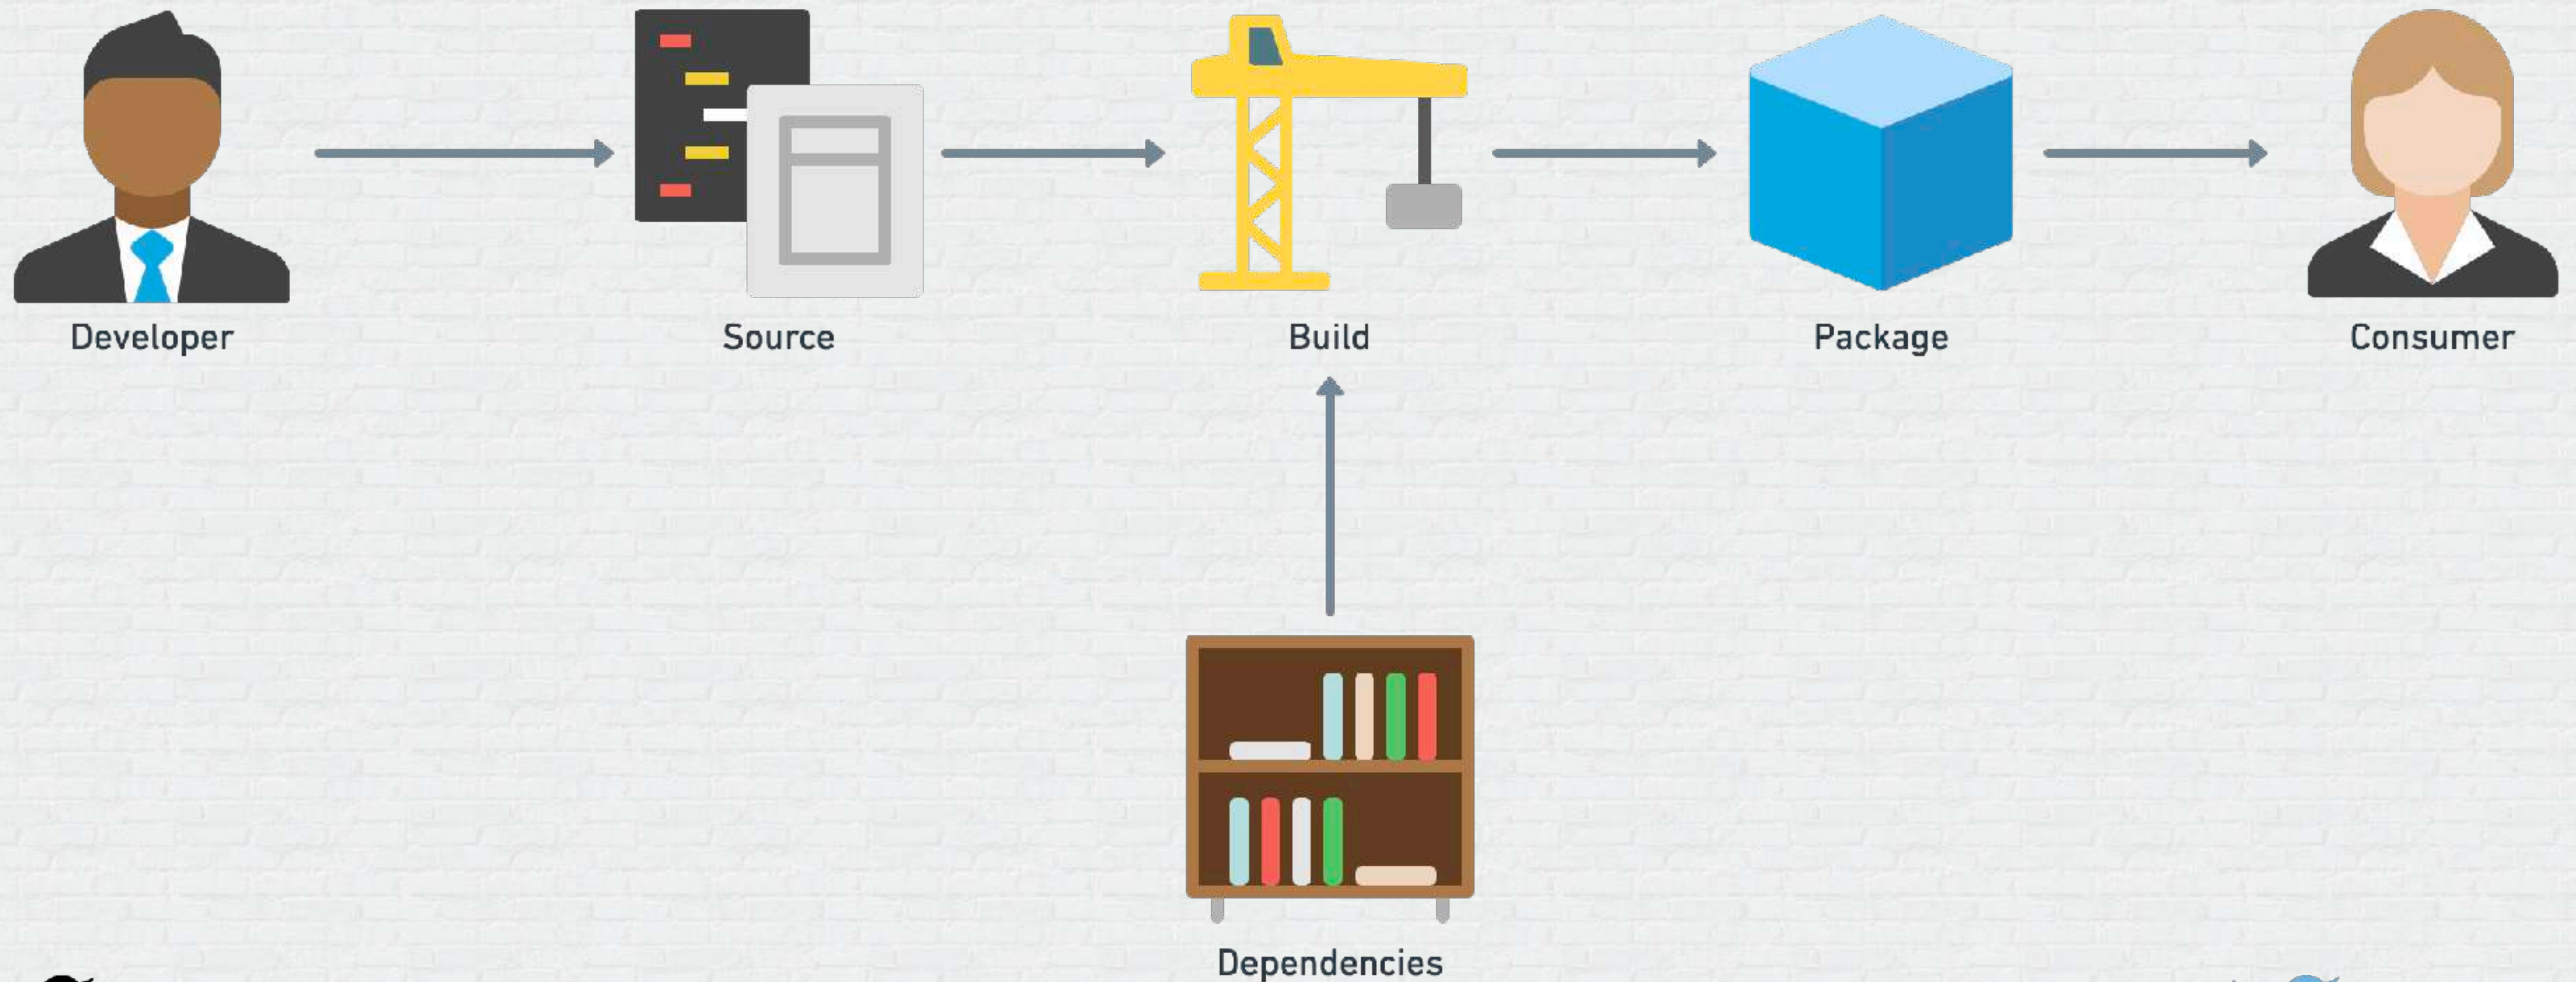 Developer
Source
Build
Package
Consumer
Dependencies